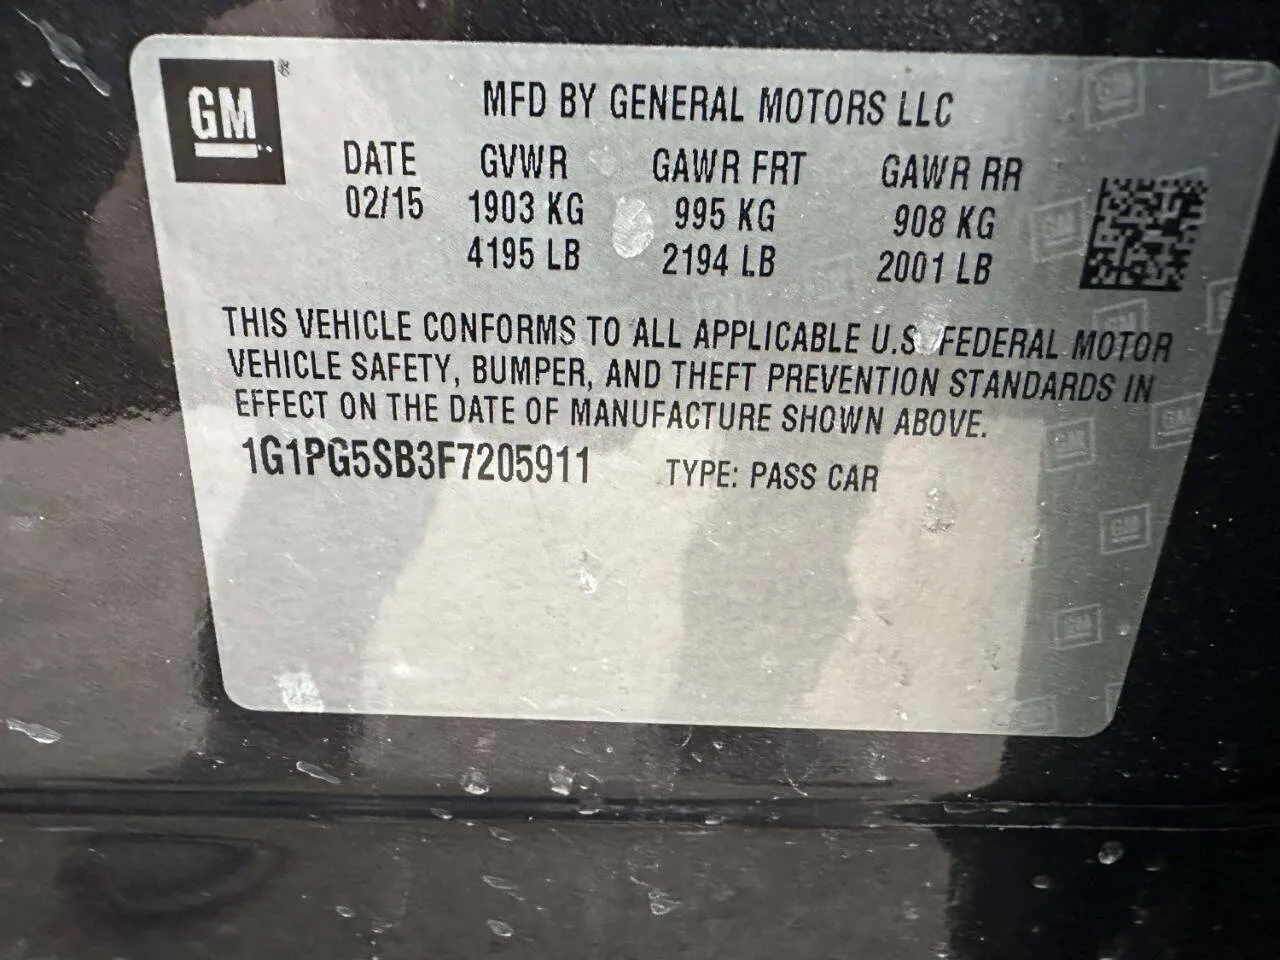 GM ®
MFD BY GENERAL MOTORS LLC
DATE GVWR GAWR FRT GAWR RR
02/15 1903 KG 995 KG 908 KG
4195 LB 2194 LB 2001 LB
THIS VEHICLE CONFORMS TO ALL APPLICABLE U.S. FEDERAL MOTOR
VEHICLE SAFETY, BUMPER, AND THEFT PREVENTION STANDARDS IN
EFFECT ON THE DATE OF MANUFACTURE SHOWN ABOVE.
1G1PG5SB3F7205911 TYPE: PASS CAR